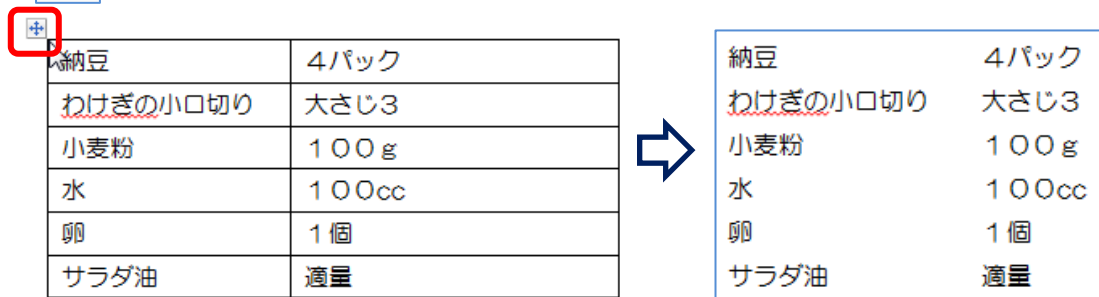 納豆 4パック
わけぎの小口切り 大さじ3
小麦粉 100g
水 100cc
卵 1個
サラダ油 適量
納豆 4パック
わけぎの小口切り 大さじ3
小麦粉 100g
水 100cc
卵 1個
サラダ油 適量